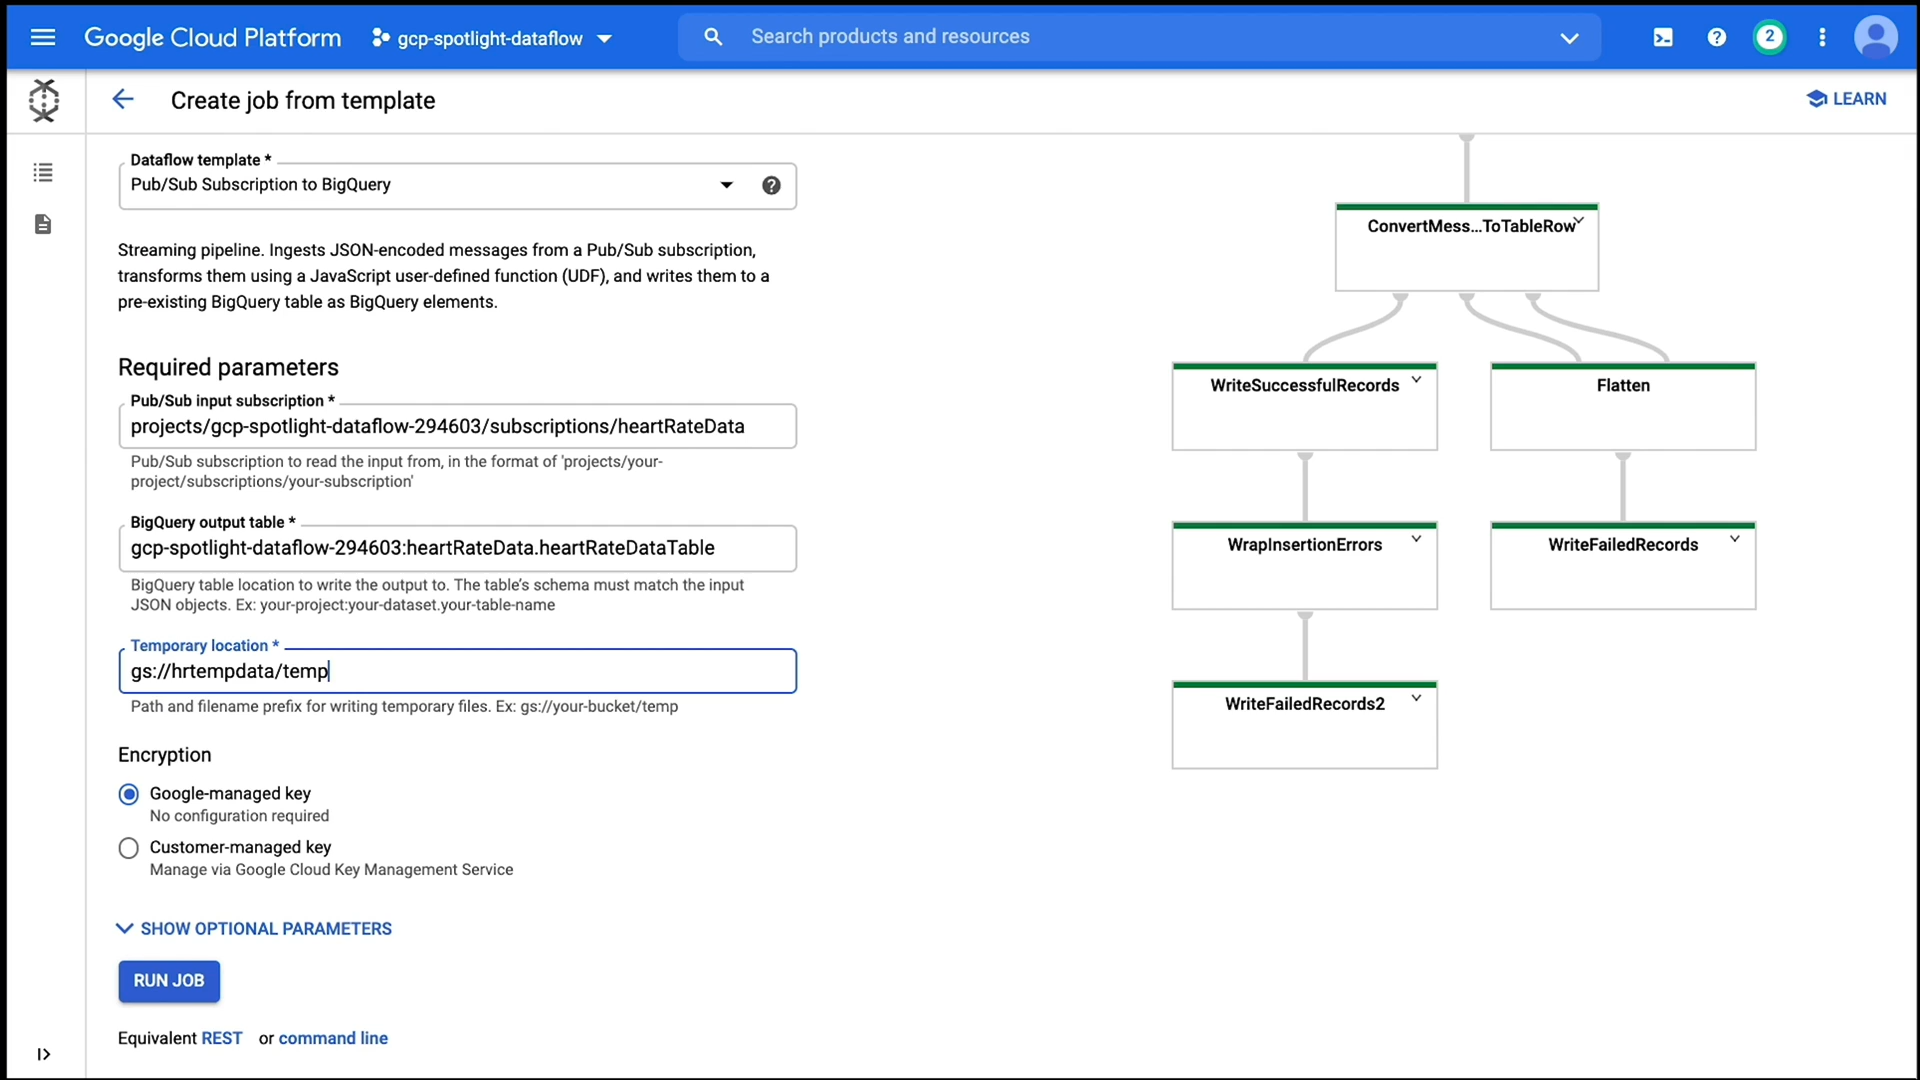 Google Cloud Platform
gcp-spotlight-dataflow
Search products and resources
2
Create job from template
LEARN
Dataflow template *
Pub/Sub Subscription to BigQuery
Streaming pipeline. Ingests JSON-encoded messages from a Pub/Sub subscription,
transforms them using a JavaScript user-defined function (UDF), and writes them to a
pre-existing BigQuery table as BigQuery elements.
Required parameters
Pub/Sub input subscription *
projects/gcp-spotlight-dataflow-294603/subscriptions/heartRateData
Pub/Sub subscription to read the input from, in the format of 'projects/your-
project/subscriptions/your-subscription'
BigQuery output table *
gcp-spotlight-dataflow-294603:heartRateData.heartRateDataTable
BigQuery table location to write the output to. The table’s schema must match the input
JSON objects. Ex: your-project:your-dataset.your-table-name
Temporary location *
gs://hrtempdata/temp
Path and filename prefix for writing temporary files. Ex: gs://your-bucket/temp
Encryption
Google-managed key
No configuration required
Customer-managed key
Manage via Google Cloud Key Management Service
SHOW OPTIONAL PARAMETERS
RUN JOB
Equivalent REST or command line
ConvertMess...ToTableRow
WriteSuccessfulRecords
Flatten
WrapInsertionErrors
WriteFailedRecords
WriteFailedRecords2